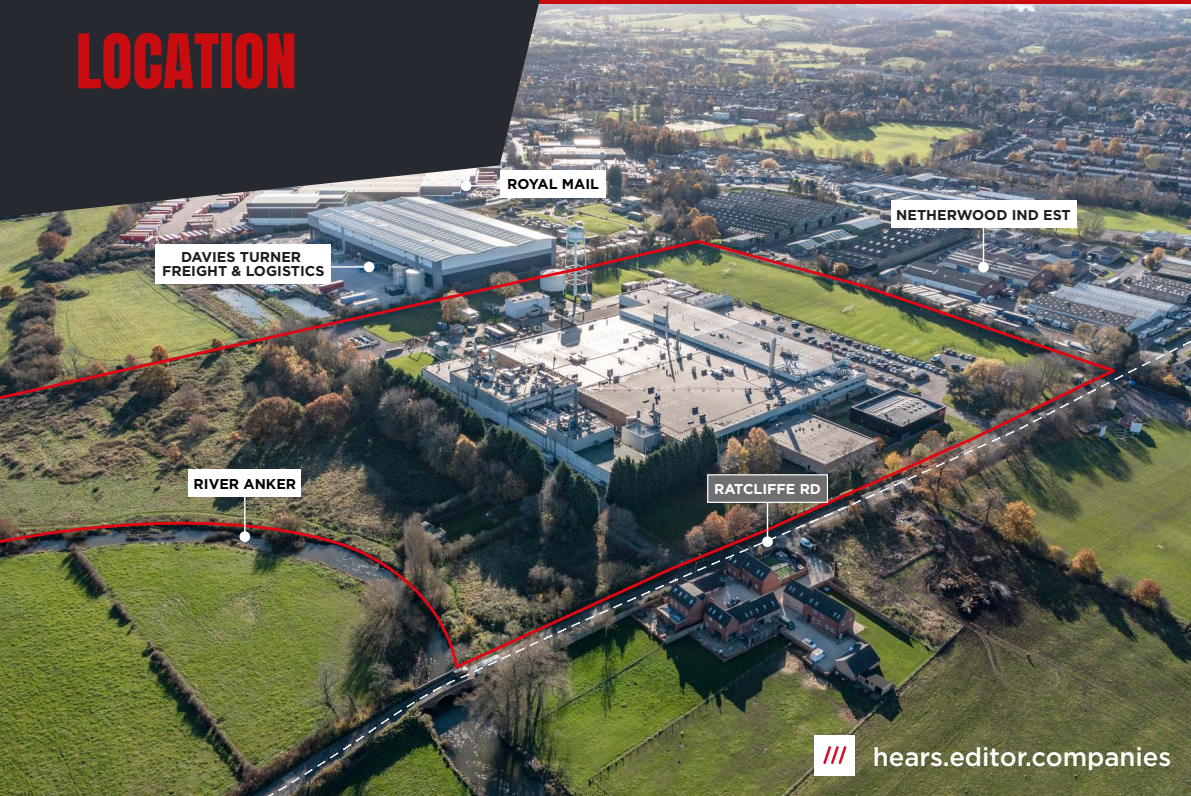 LOCATION
ROYAL MAIL
NETHERWOOD IND EST
DAVIES TURNER
FREIGHT & LOGISTICS
RIVER ANKER
RATCLIFFE RD
/// hears.editor.companies